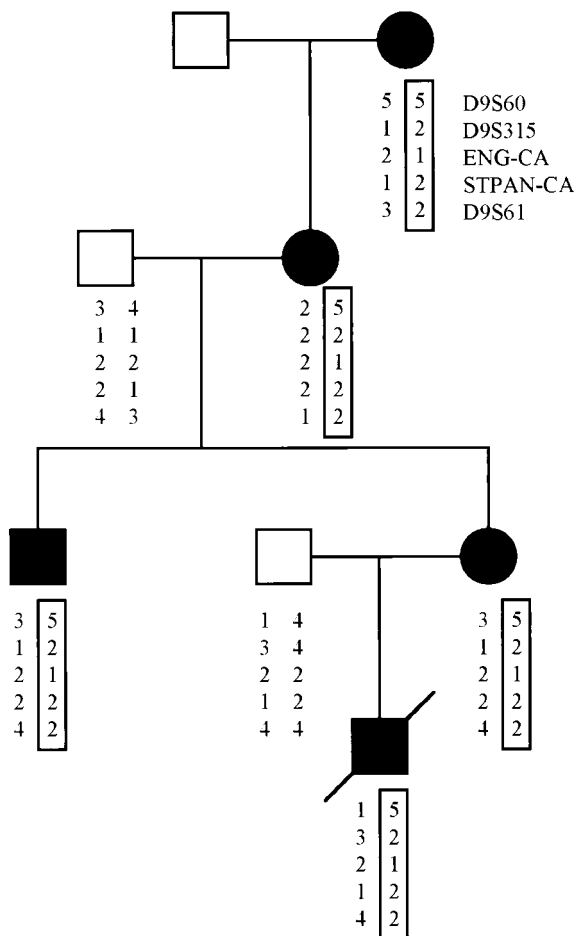 5 5 D9S60
1 2 D9S315
2 1 ENG-CA
1 2 STPAN-CA
3 2 D9S61
3 4 2 5
1 1 2 2
2 2 2 1
2 1 2 2
4 3 1 2
3 5 1 4 3 5
1 2 3 4 1 2
2 1 2 2 2 1
2 2 1 2 2 2
4 2 4 4 4 2
1 5
3 2
2 1
1 2
4 2